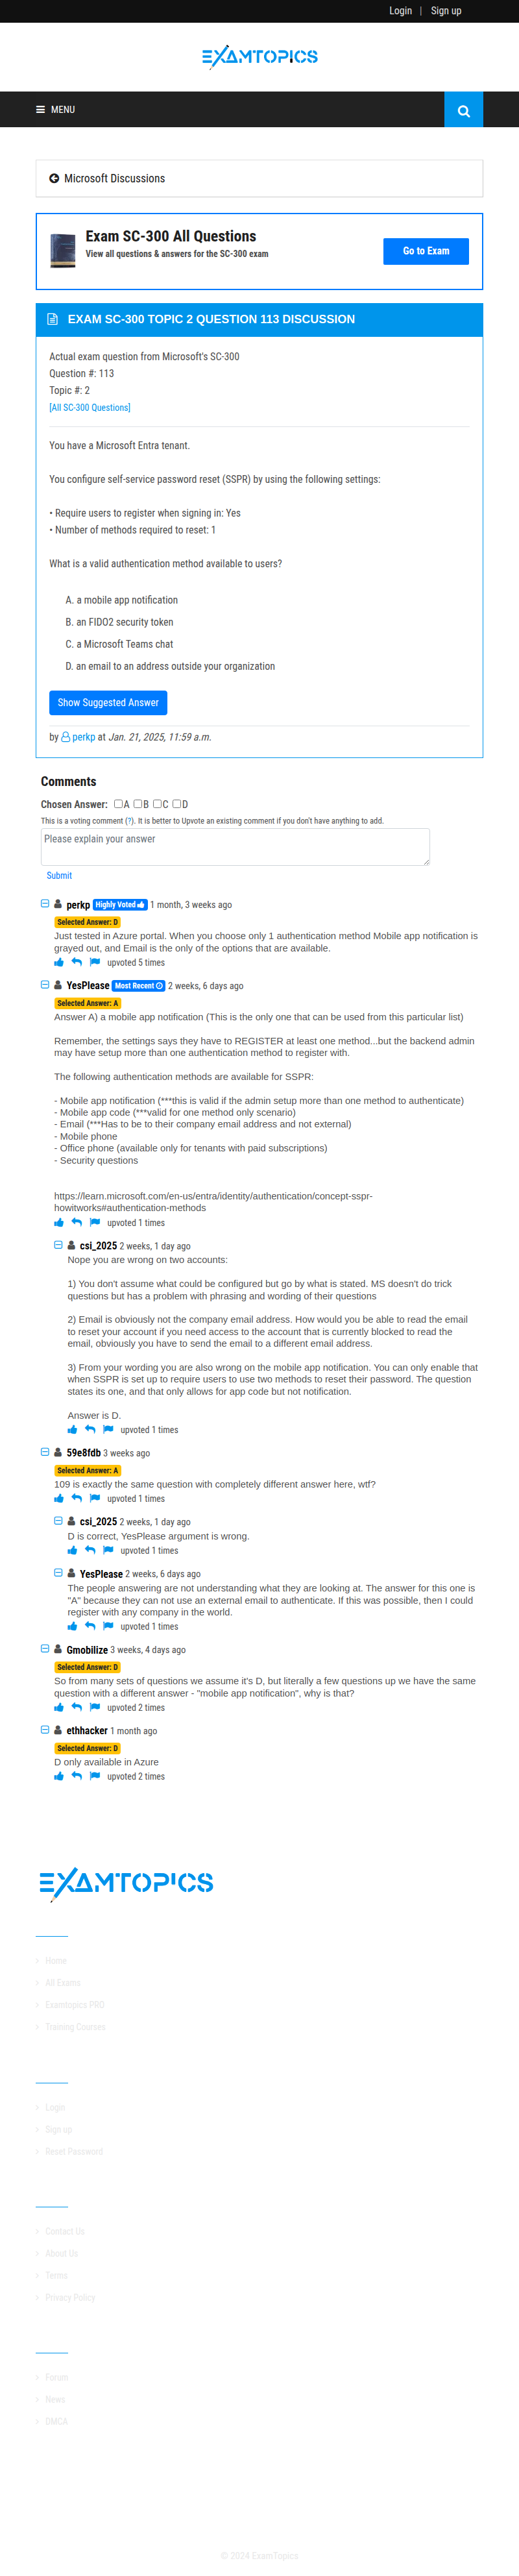 Login | Sign up
EXAMTOPICS
MENU
Microsoft Discussions
Exam SC-300 All Questions
View all questions & answers for the SC-300 exam
Go to Exam
EXAM SC-300 TOPIC 2 QUESTION 113 DISCUSSION
Actual exam question from Microsoft's SC-300
Question #: 113
Topic #: 2
[All SC-300 Questions]
You have a Microsoft Entra tenant.
You configure self-service password reset (SSPR) by using the following settings:
• Require users to register when signing in: Yes
• Number of methods required to reset: 1
What is a valid authentication method available to users?
A. a mobile app notification
B. an FIDO2 security token
C. a Microsoft Teams chat
D. an email to an address outside your organization
Show Suggested Answer
by perkp at Jan. 21, 2025, 11:59 a.m.
Comments
Chosen Answer: A B C D
This is a voting comment (?). It is better to Upvote an existing comment if you don't have anything to add.
Please explain your answer
Submit
perkp Highly Voted 1 month, 3 weeks ago
Selected Answer: D
Just tested in Azure portal. When you choose only 1 authentication method Mobile app notification is
grayed out, and Email is the only of the options that are available.
upvoted 5 times
YesPlease Most Recent 2 weeks, 6 days ago
Selected Answer: A
Answer A) a mobile app notification (This is the only one that can be used from this particular list)
Remember, the settings says they have to REGISTER at least one method...but the backend admin
may have setup more than one authentication method to register with.
The following authentication methods are available for SSPR:
- Mobile app notification (***this is valid if the admin setup more than one method to authenticate)
- Mobile app code (***valid for one method only scenario)
- Email (***Has to be to their company email address and not external)
- Mobile phone
- Office phone (available only for tenants with paid subscriptions)
- Security questions
https://learn.microsoft.com/en-us/entra/identity/authentication/concept-sspr-
howitworks#authentication-methods
upvoted 1 times
csi_2025 2 weeks, 1 day ago
Nope you are wrong on two accounts:
1) You don't assume what could be configured but go by what is stated. MS doesn't do trick
questions but has a problem with phrasing and wording of their questions
2) Email is obviously not the company email address. How would you be able to read the email
to reset your account if you need access to the account that is currently blocked to read the
email, obviously you have to send the email to a different email address.
3) From your wording you are also wrong on the mobile app notification. You can only enable that
when SSPR is set up to require users to use two methods to reset their password. The question
states its one, and that only allows for app code but not notification.
Answer is D.
upvoted 1 times
59e8fdb 3 weeks ago
Selected Answer: A
109 is exactly the same question with completely different answer here, wtf?
upvoted 1 times
csi_2025 2 weeks, 1 day ago
D is correct, YesPlease argument is wrong.
upvoted 1 times
YesPlease 2 weeks, 6 days ago
The people answering are not understanding what they are looking at. The answer for this one is
"A" because they can not use an external email to authenticate. If this was possible, then I could
register with any company in the world.
upvoted 1 times
Gmobilize 3 weeks, 4 days ago
Selected Answer: D
So from many sets of questions we assume it's D, but literally a few questions up we have the same
question with a different answer - "mobile app notification", why is that?
upvoted 2 times
ethhacker 1 month ago
Selected Answer: D
D only available in Azure
upvoted 2 times
EXAMTOPICS
Home
All Exams
Examtopics PRO
Training Courses
Login
Sign up
Reset Password
Contact Us
About Us
Terms
Privacy Policy
Forum
News
DMCA
© 2024 ExamTopics